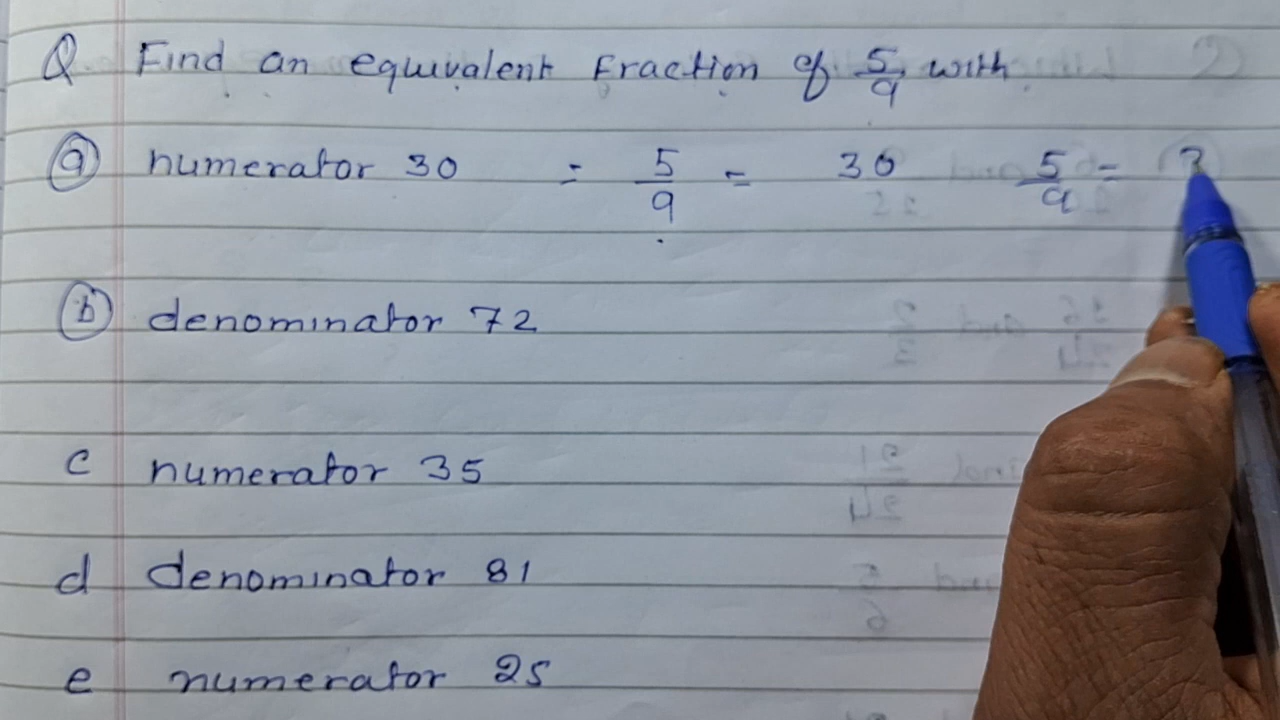 Q Find an equivalent Fraction of 5/9 with
(a) numerator 30 = 5/9 = 30 5/9 = 3
(b) denominator 72
c numerator 35
d denominator 81
e numerator 25